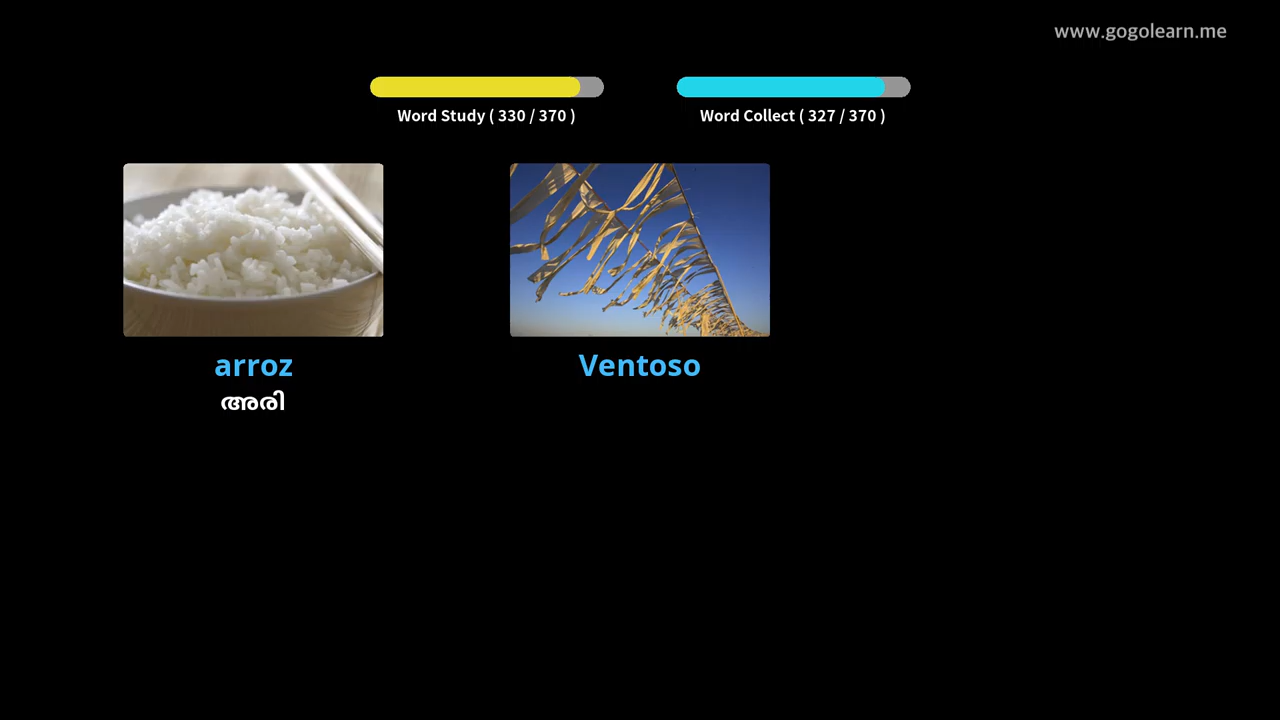 www.gogolearn.me
Word Study ( 330 / 370 )
Word Collect ( 327 / 370 )
arroz
അരി
Ventoso